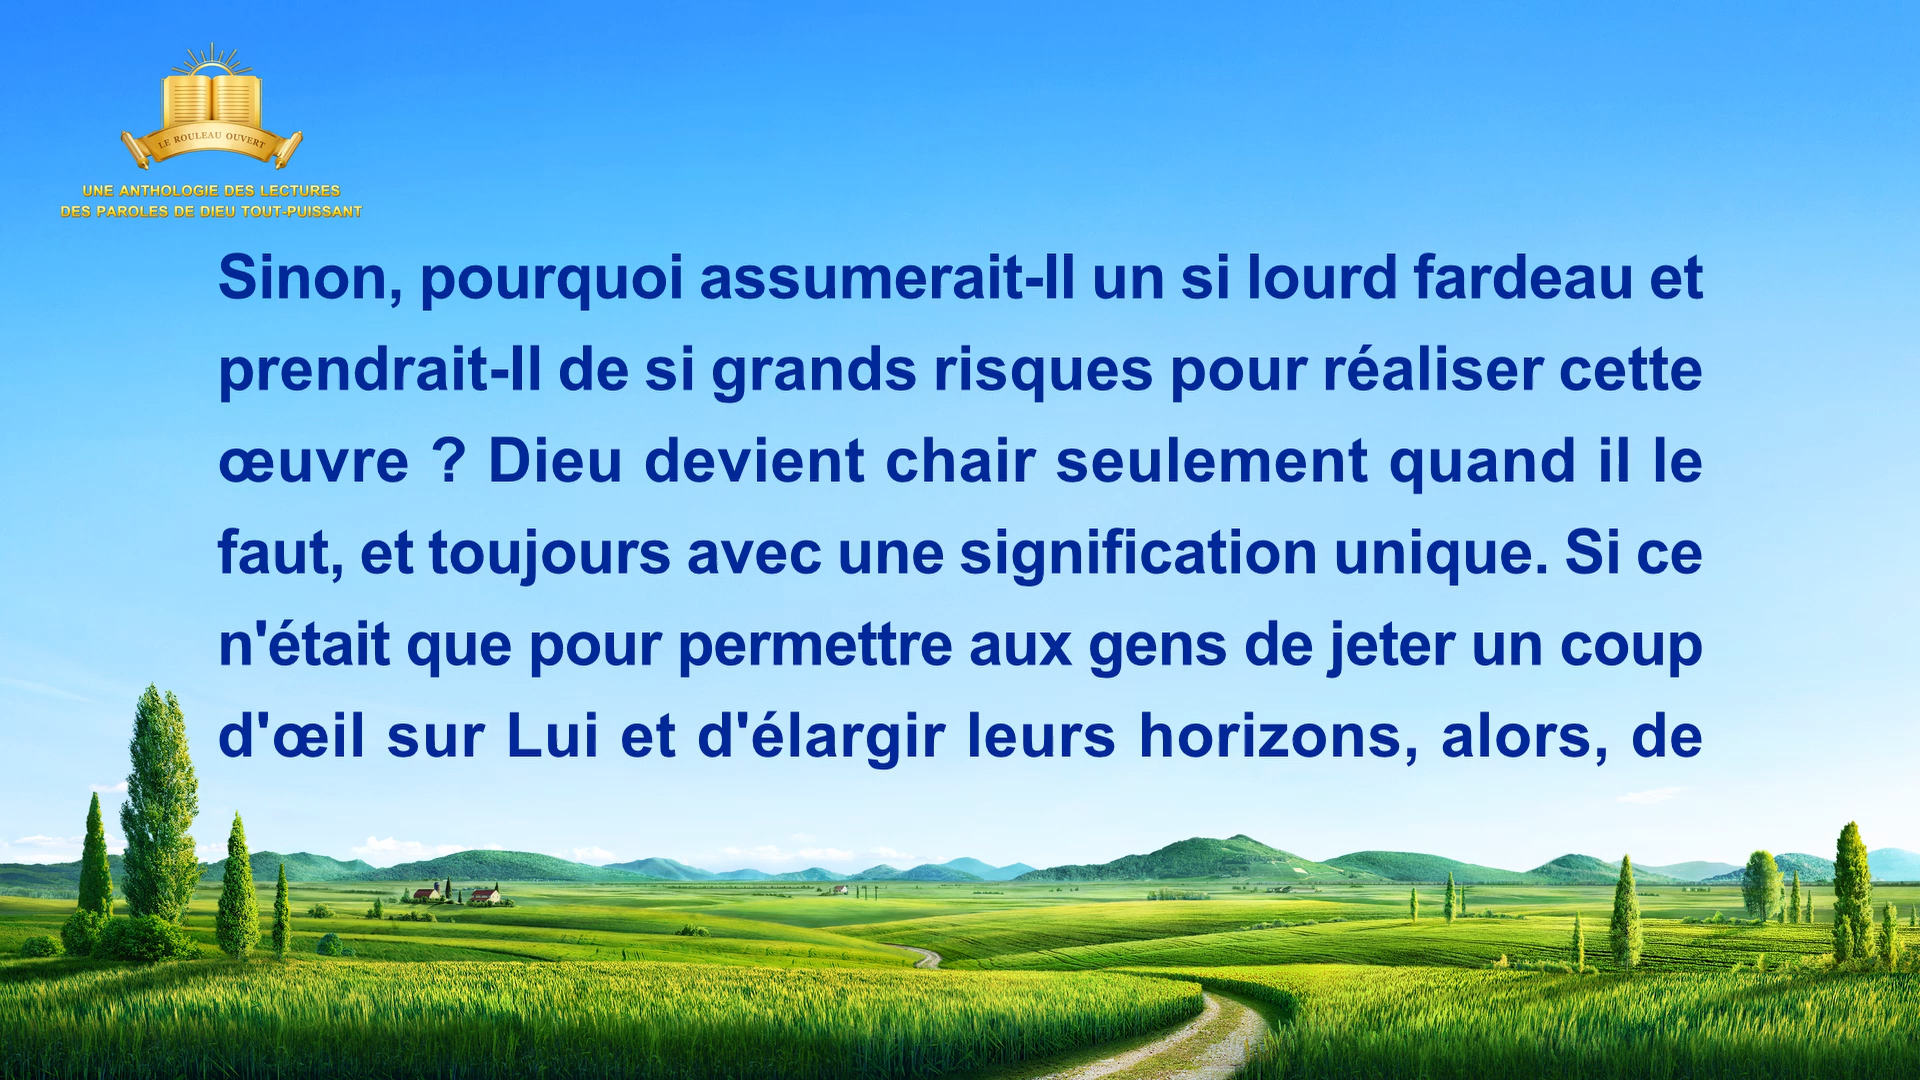 LE ROULEAU OUVERT
UNE ANTHOLOGIE DES LECTURES
DES PAROLES DE DIEU TOUT-PUISSANT
Sinon, pourquoi assumerait-Il un si lourd fardeau et
prendrait-Il de si grands risques pour réaliser cette
œuvre ? Dieu devient chair seulement quand il le
faut, et toujours avec une signification unique. Si ce
n'était que pour permettre aux gens de jeter un coup
d'œil sur Lui et d'élargir leurs horizons, alors, de